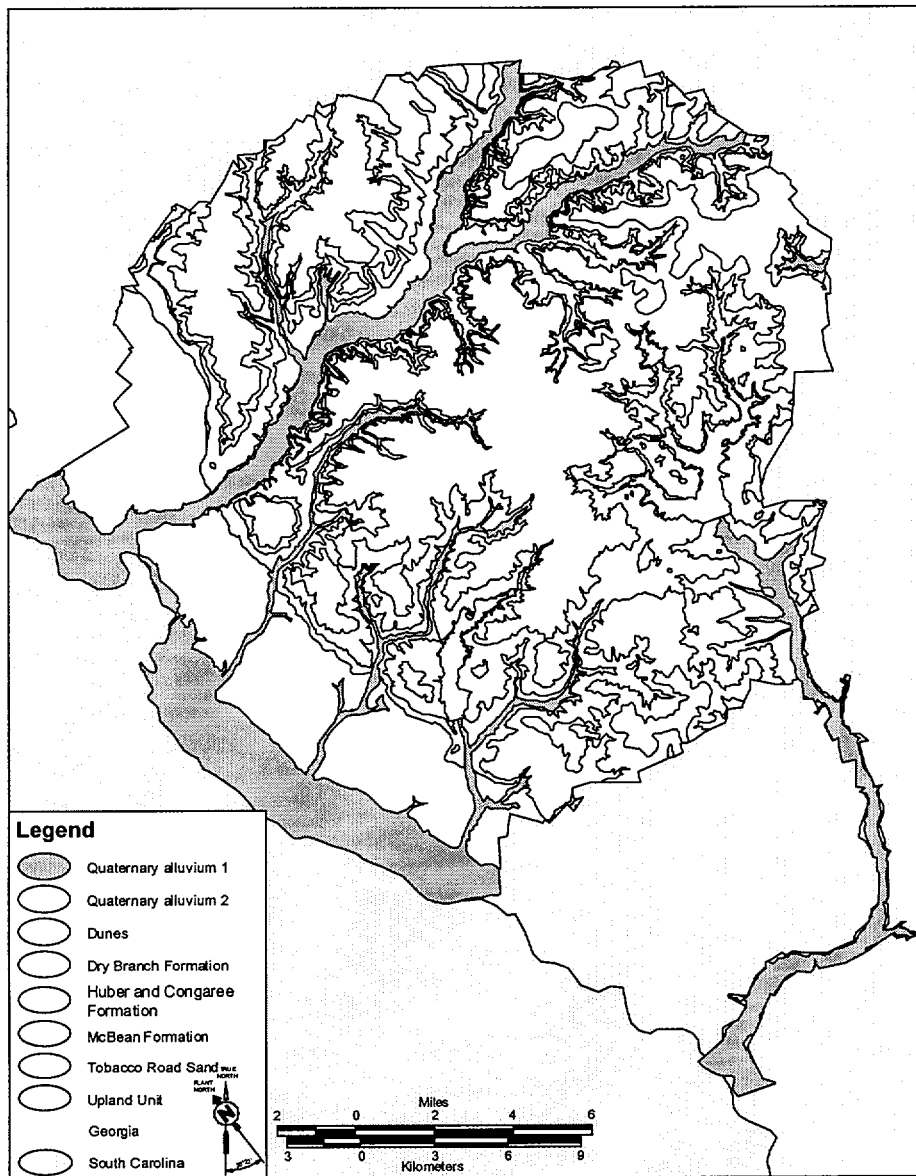 Legend
Quaternary alluvium 1
Quaternary alluvium 2
Dunes
Dry Branch Formation
Huber and Congaree
Formation
McBean Formation
Tobacco Road Sand
Upland Unit
Georgia
South Carolina
TRUE
NORTH
PLANT
NORTH
N
Miles
2 0 2 4 6
3 0 3 6 9
Kilometers